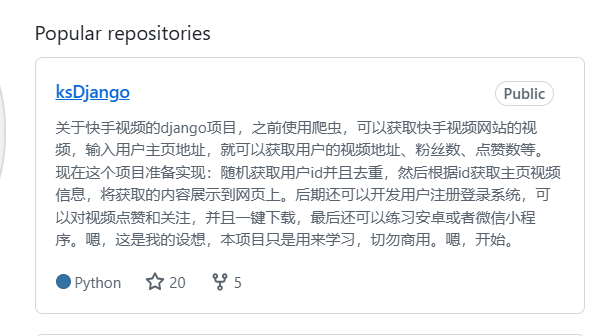 Popular repositories
ksDjango
Public
关于快手视频的django项目，之前使用爬虫，可以获取快手视频网站的视
频，输入用户主页地址，就可以获取用户的视频地址、粉丝数、点赞数等。
现在这个项目准备实现：随机获取用户id并且去重，然后根据id获取主页视频
信息，将获取的内容展示到网页上。后期还可以开发用户注册登录系统，可
以对视频点赞和关注，并且一键下载，最后还可以练习安卓或者微信小程
序。嗯，这是我的设想，本项目只是用来学习，切勿商用。嗯，开始。
Python 20 5